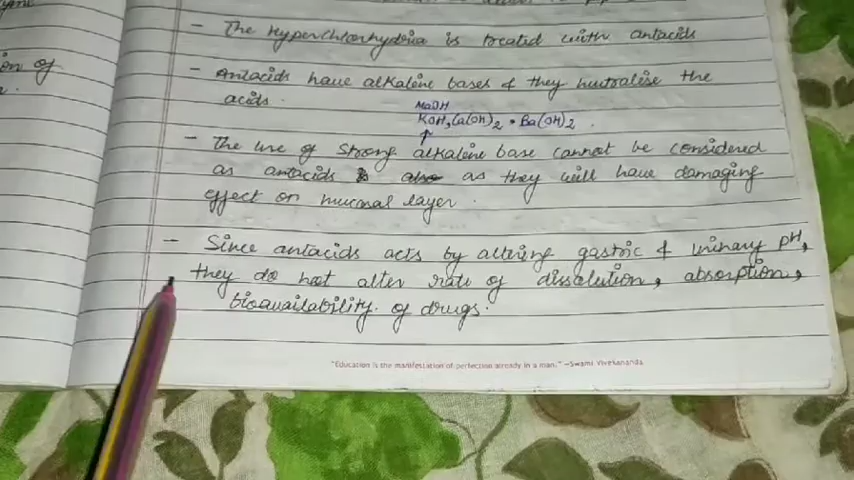 - The Hyperchlorhydria is treated with antacids
- Antacids have alkaline bases & they neutralise the
acids.
NaOH
KOH, Ca(OH)2 • Ba(OH)2
- The use of strong alkaline base cannot be considered
as antacids as they will have damaging
effect on mucosal layer.
- Since antacids acts by altering gastric & urinary pH,
they do not alter rate of dissolution, absorption,
bioavailability of drugs.
"Education is the manifestation of perfection already in a man." –Swami Vivekananda
ion of